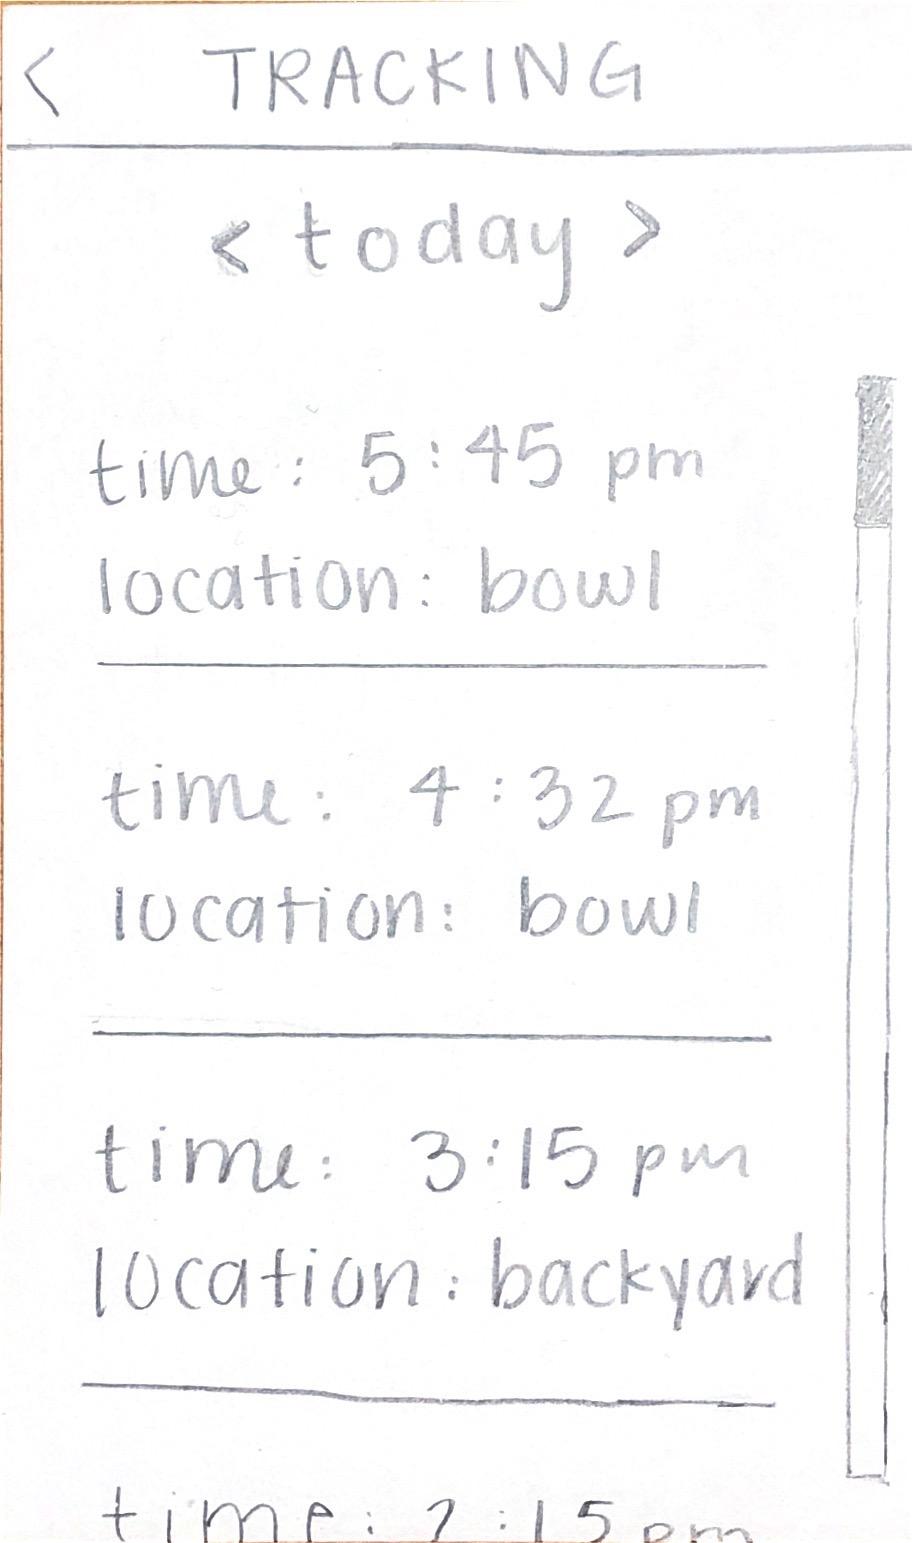 < TRACKING
< today >
time: 5:45 pm
location: bowl
time: 4:32 pm
location: bowl
time: 3:15 pm
location: backyard
time: 2:15 pm